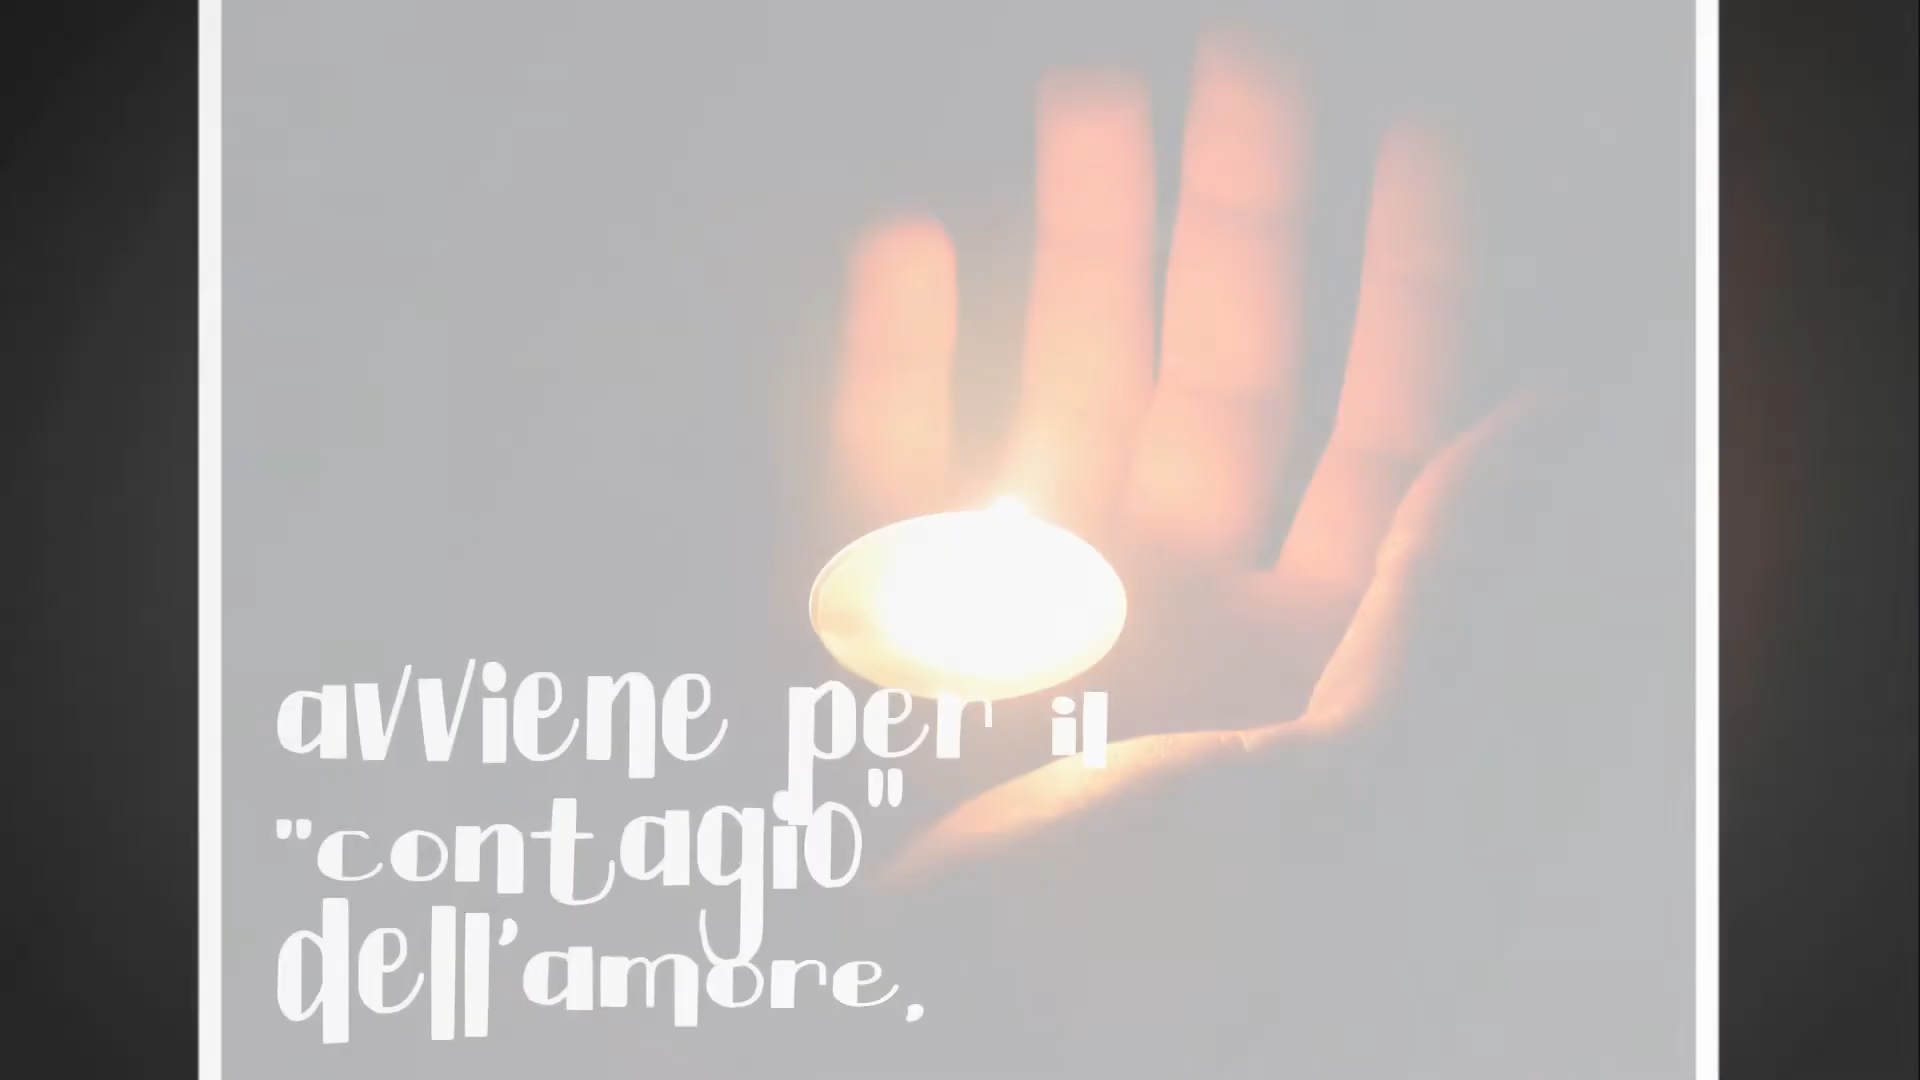 avviene per il
"contagio"
dell'amore,